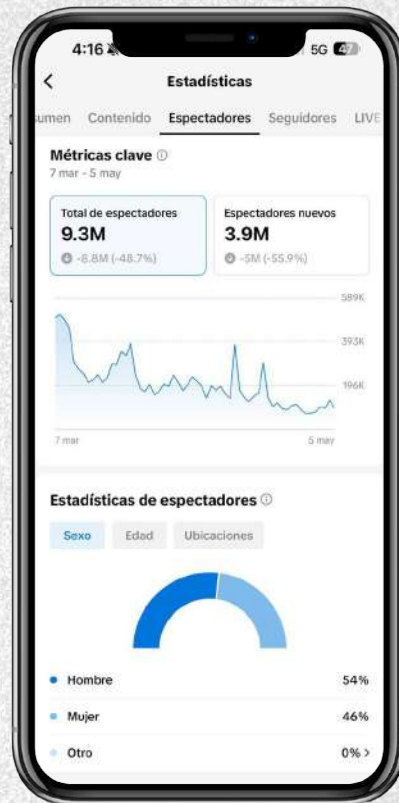 4:16
5G 47
Estadísticas
umen Contenido Espectadores Seguidores LIVE
Métricas clave
7 mar - 5 may
Total de espectadores
9.3M
-8.8M (-48.7%)
Espectadores nuevos
3.9M
-5M (-55.9%)
589K
393K
196K
7 mar 5 may
Estadísticas de espectadores
Sexo Edad Ubicaciones
Hombre 54%
Mujer 46%
Otro 0% >